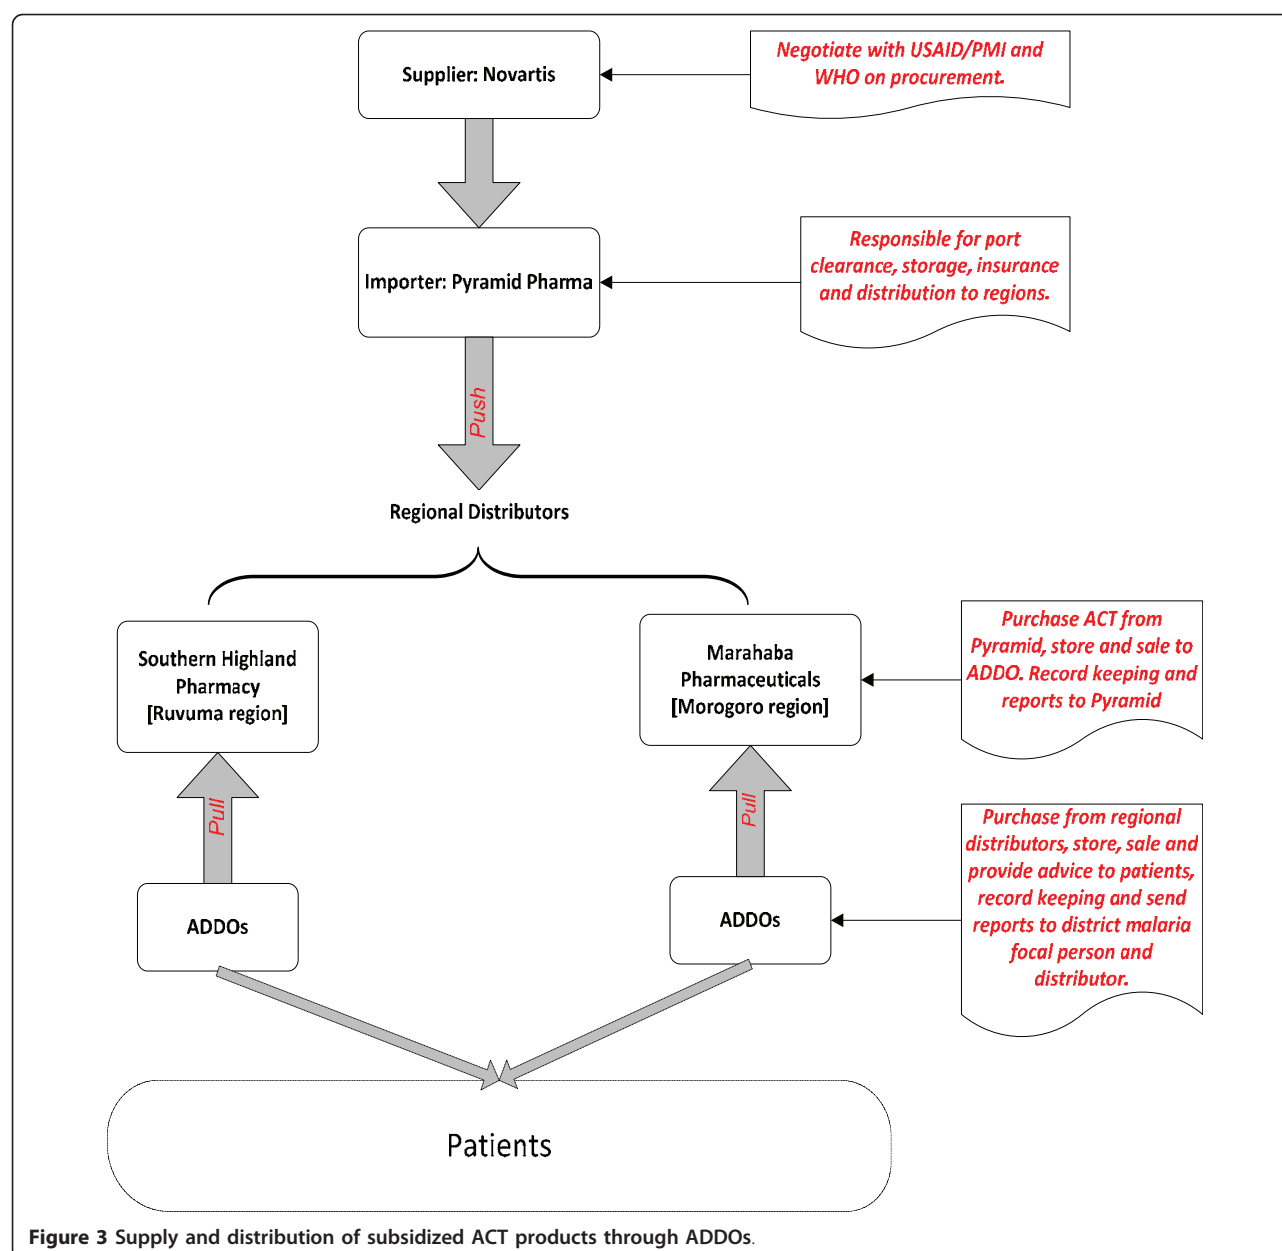 Supplier: Novartis
Negotiate with USAID/PMI and
WHO on procurement.
Importer: Pyramid Pharma
Responsible for port
clearance, storage, insurance
and distribution to regions.
Push
Regional Distributors
Southern Highland
Pharmacy
[Ruvuma region]
Marahaba
Pharmaceuticals
[Morogoro region]
Purchase ACT from
Pyramid, store and sale to
ADDO. Record keeping and
reports to Pyramid
Pull
Pull
ADDOs
ADDOs
Purchase from regional
distributors, store, sale and
provide advice to patients,
record keeping and send
reports to district malaria
focal person and
distributor.
Patients
Figure 3 Supply and distribution of subsidized ACT products through ADDOs.